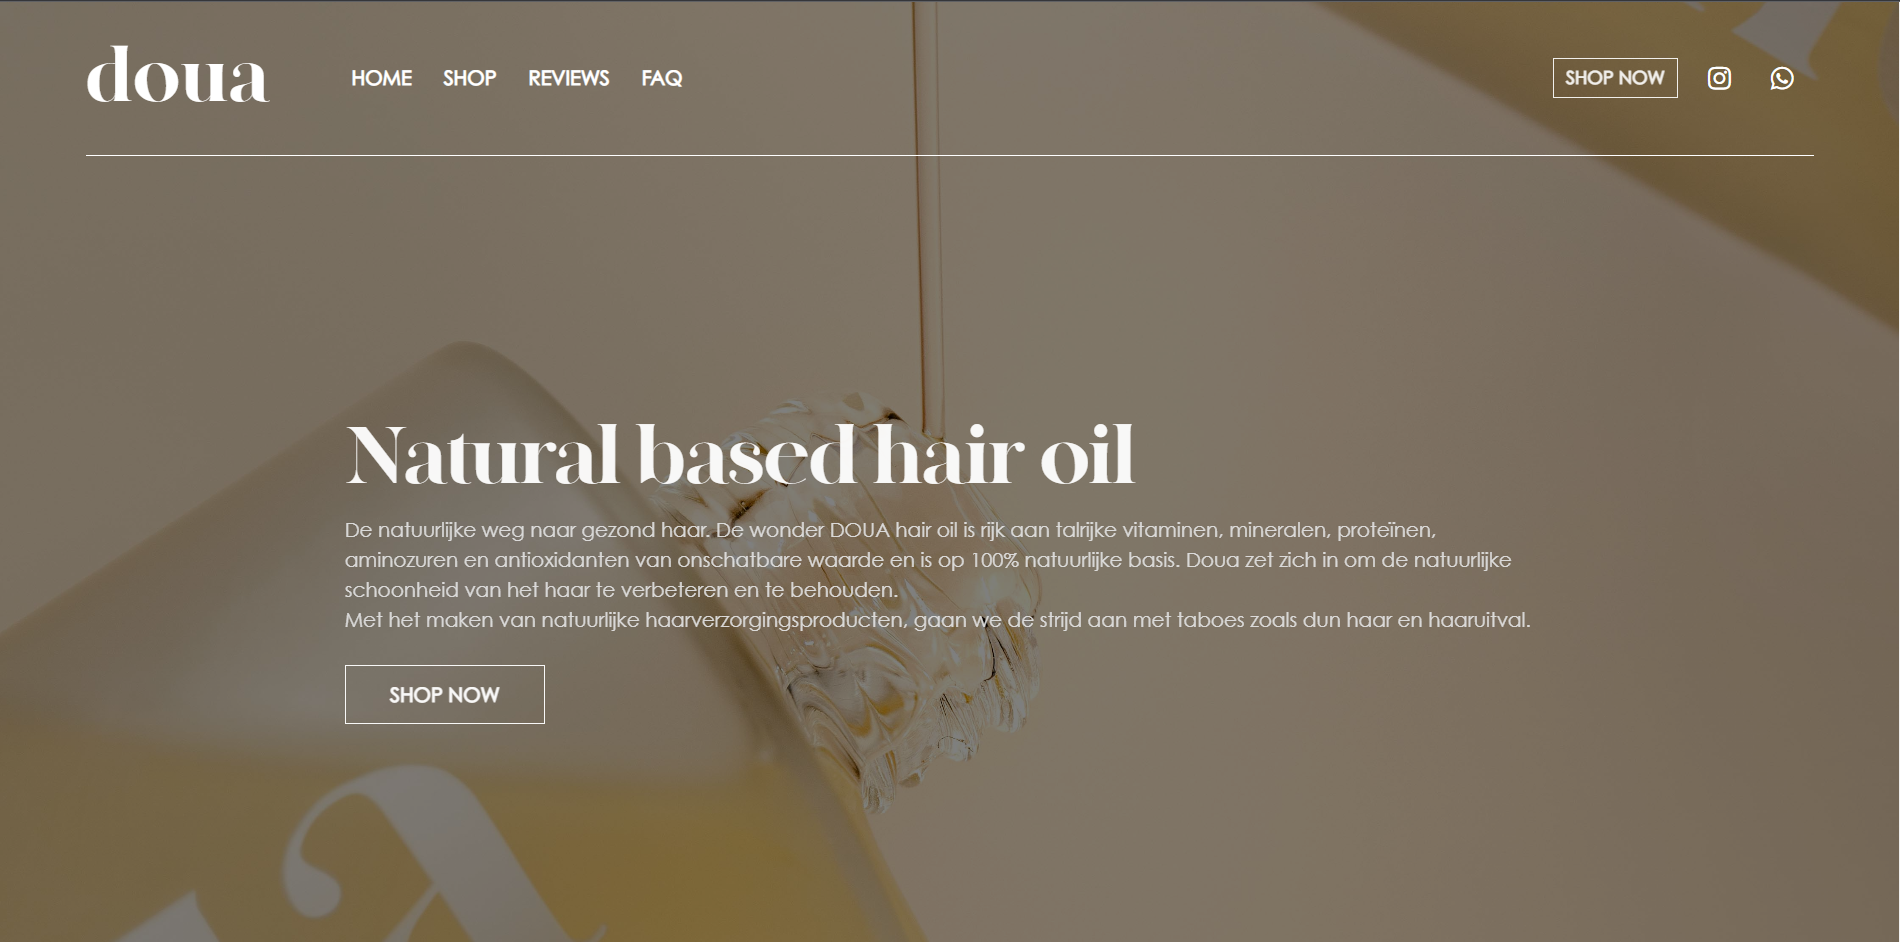 doua
HOME SHOP REVIEWS FAQ
SHOP NOW
Natural based hair oil
De natuurlijke weg naar gezond haar. De wonder DOUA hair oil is rijk aan talrijke vitaminen, mineralen, proteïnen,
aminozuren en antioxidanten van onschatbare waarde en is op 100% natuurlijke basis. Doua zet zich in om de natuurlijke
schoonheid van het haar te verbeteren en te behouden.
Met het maken van natuurlijke haarverzorgingsproducten, gaan we de strijd aan met taboes zoals dun haar en haaruitval.
SHOP NOW
a